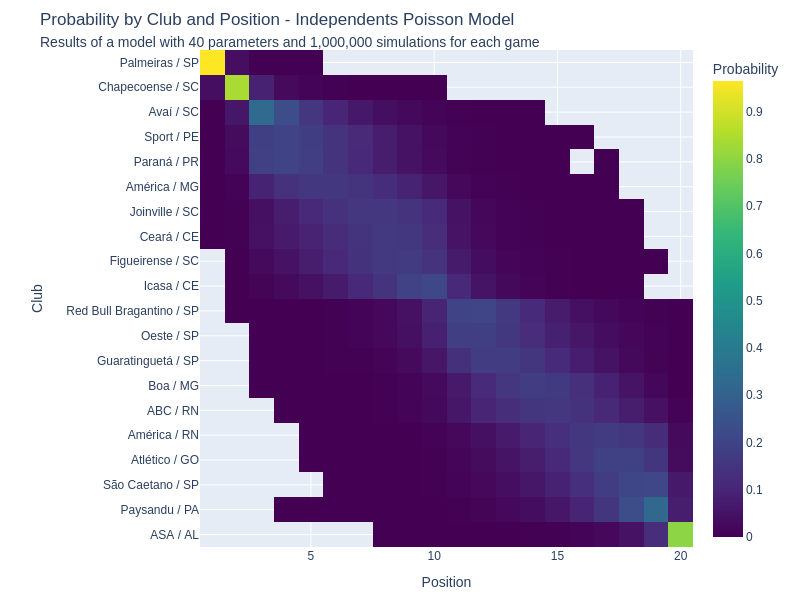 Probability by Club and Position - Independents Poisson Model
Results of a model with 40 parameters and 1,000,000 simulations for each game
Probability
Palmeiras / SP
Chapecoense / SC
Avaí / SC
Sport / PE
Paraná / PR
América / MG
Joinville / SC
Ceará / CE
Figueirense / SC
Icasa / CE
Red Bull Bragantino / SP
Oeste / SP
Guaratinguetá / SP
Boa / MG
ABC / RN
América / RN
Atlético / GO
São Caetano / SP
Paysandu / PA
ASA / AL
Club
5
10
15
20
Position
0.9
0.8
0.7
0.6
0.5
0.4
0.3
0.2
0.1
0